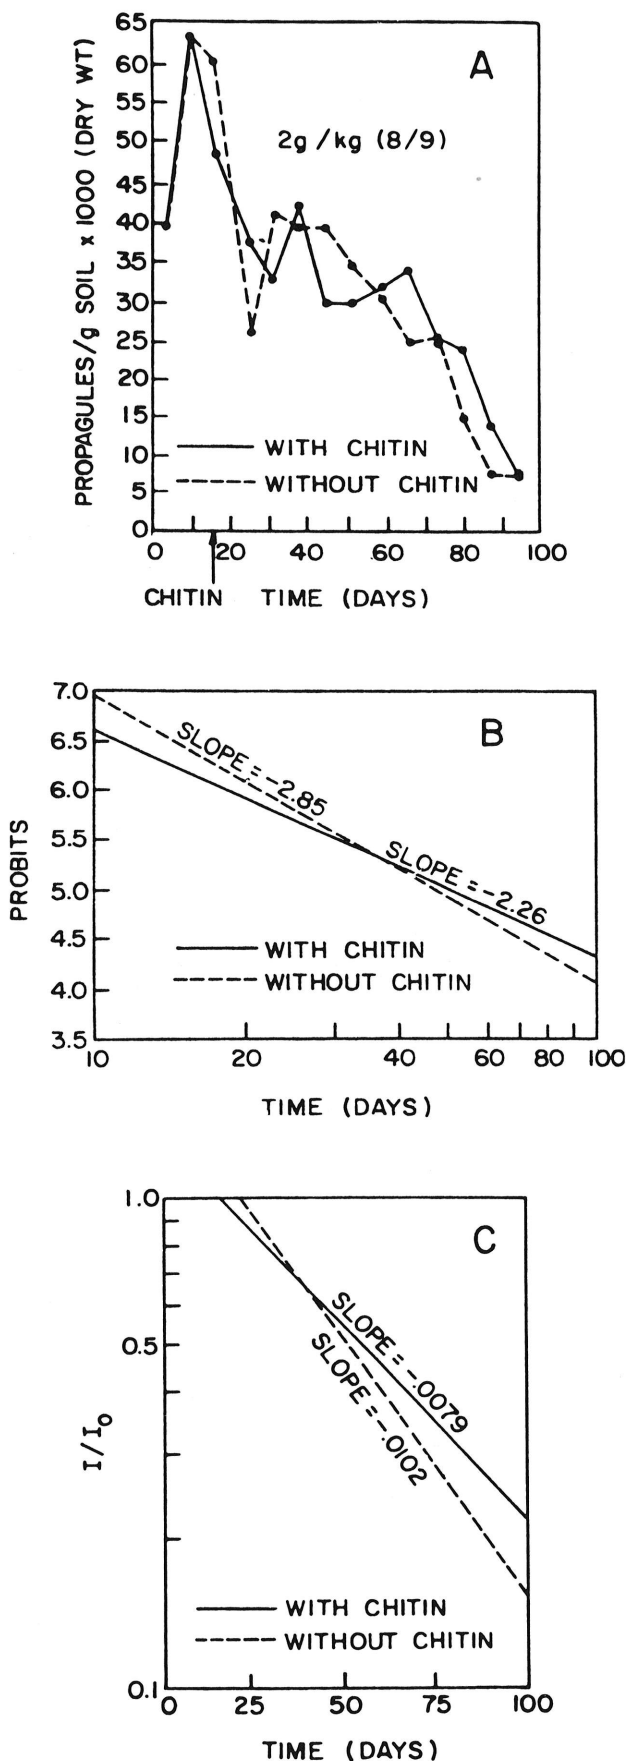 65
60
55
50
45
40
35
30
25
20
15
10
5
0
PROPAGULES/g SOIL x 1000 (DRY WT)
A
2g/kg (8/9)
WITH CHITIN
WITHOUT CHITIN
0 20 40 60 80 100
CHITIN TIME (DAYS)
7.0
6.5
6.0
5.5
5.0
4.5
4.0
3.5
PROBITS
B
SLOPE = -2.85
SLOPE = -2.26
WITH CHITIN
WITHOUT CHITIN
10 20 40 60 80 100
TIME (DAYS)
1.0
0.5
0.1
I/I₀
C
SLOPE = -.0079
SLOPE = -.0102
WITH CHITIN
WITHOUT CHITIN
0 25 50 75 100
TIME (DAYS)